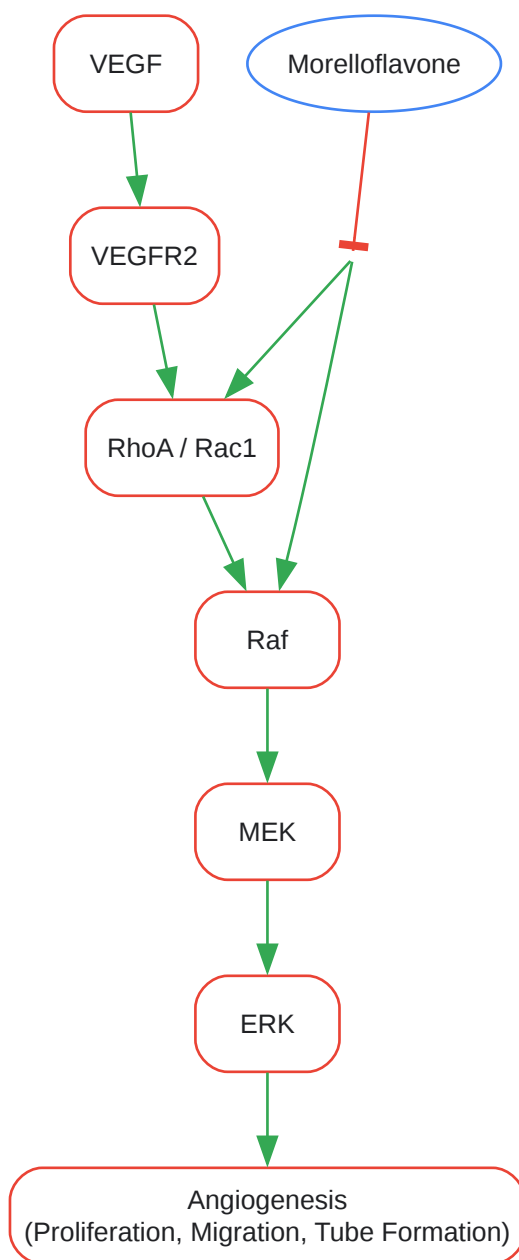 VEGF
Morelloflavone
VEGFR2
RhoA / Rac1
Raf
MEK
ERK
Angiogenesis
(Proliferation, Migration, Tube Formation)